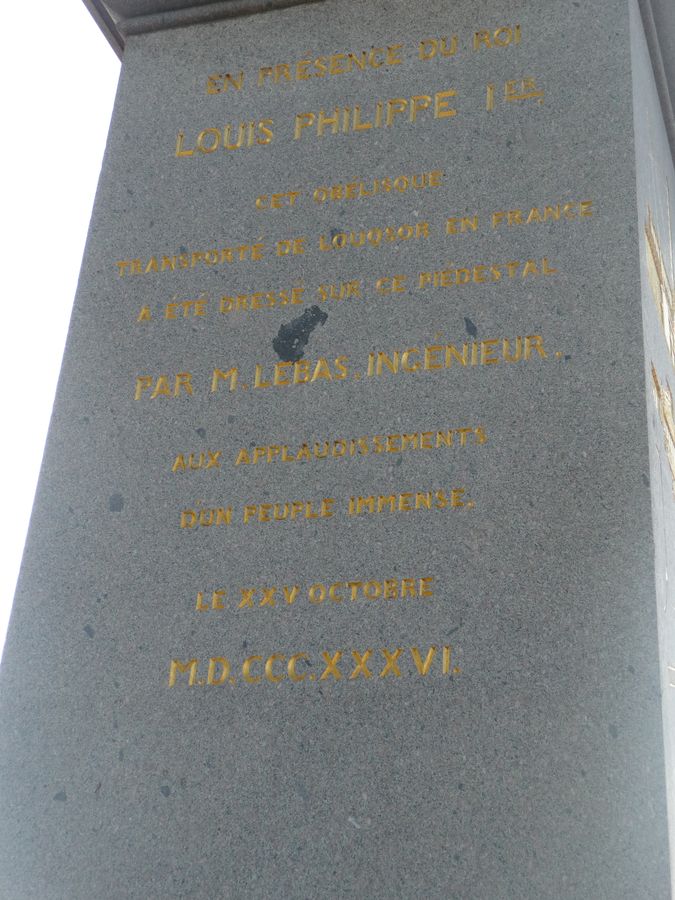 EN PRÉSENCE DU ROI
LOUIS PHILIPPE IER.
CET OBÉLISQUE
TRANSPORTÉ DE LOUQSOR EN FRANCE
A ÉTÉ DRESSÉ SUR CE PIÉDESTAL
PAR M. LEBAS, INGÉNIEUR.
AUX APPLAUDISSEMENTS
D'UN PEUPLE IMMENSE.
LE XXV OCTOBRE
M.D.CCC.XXXVI.